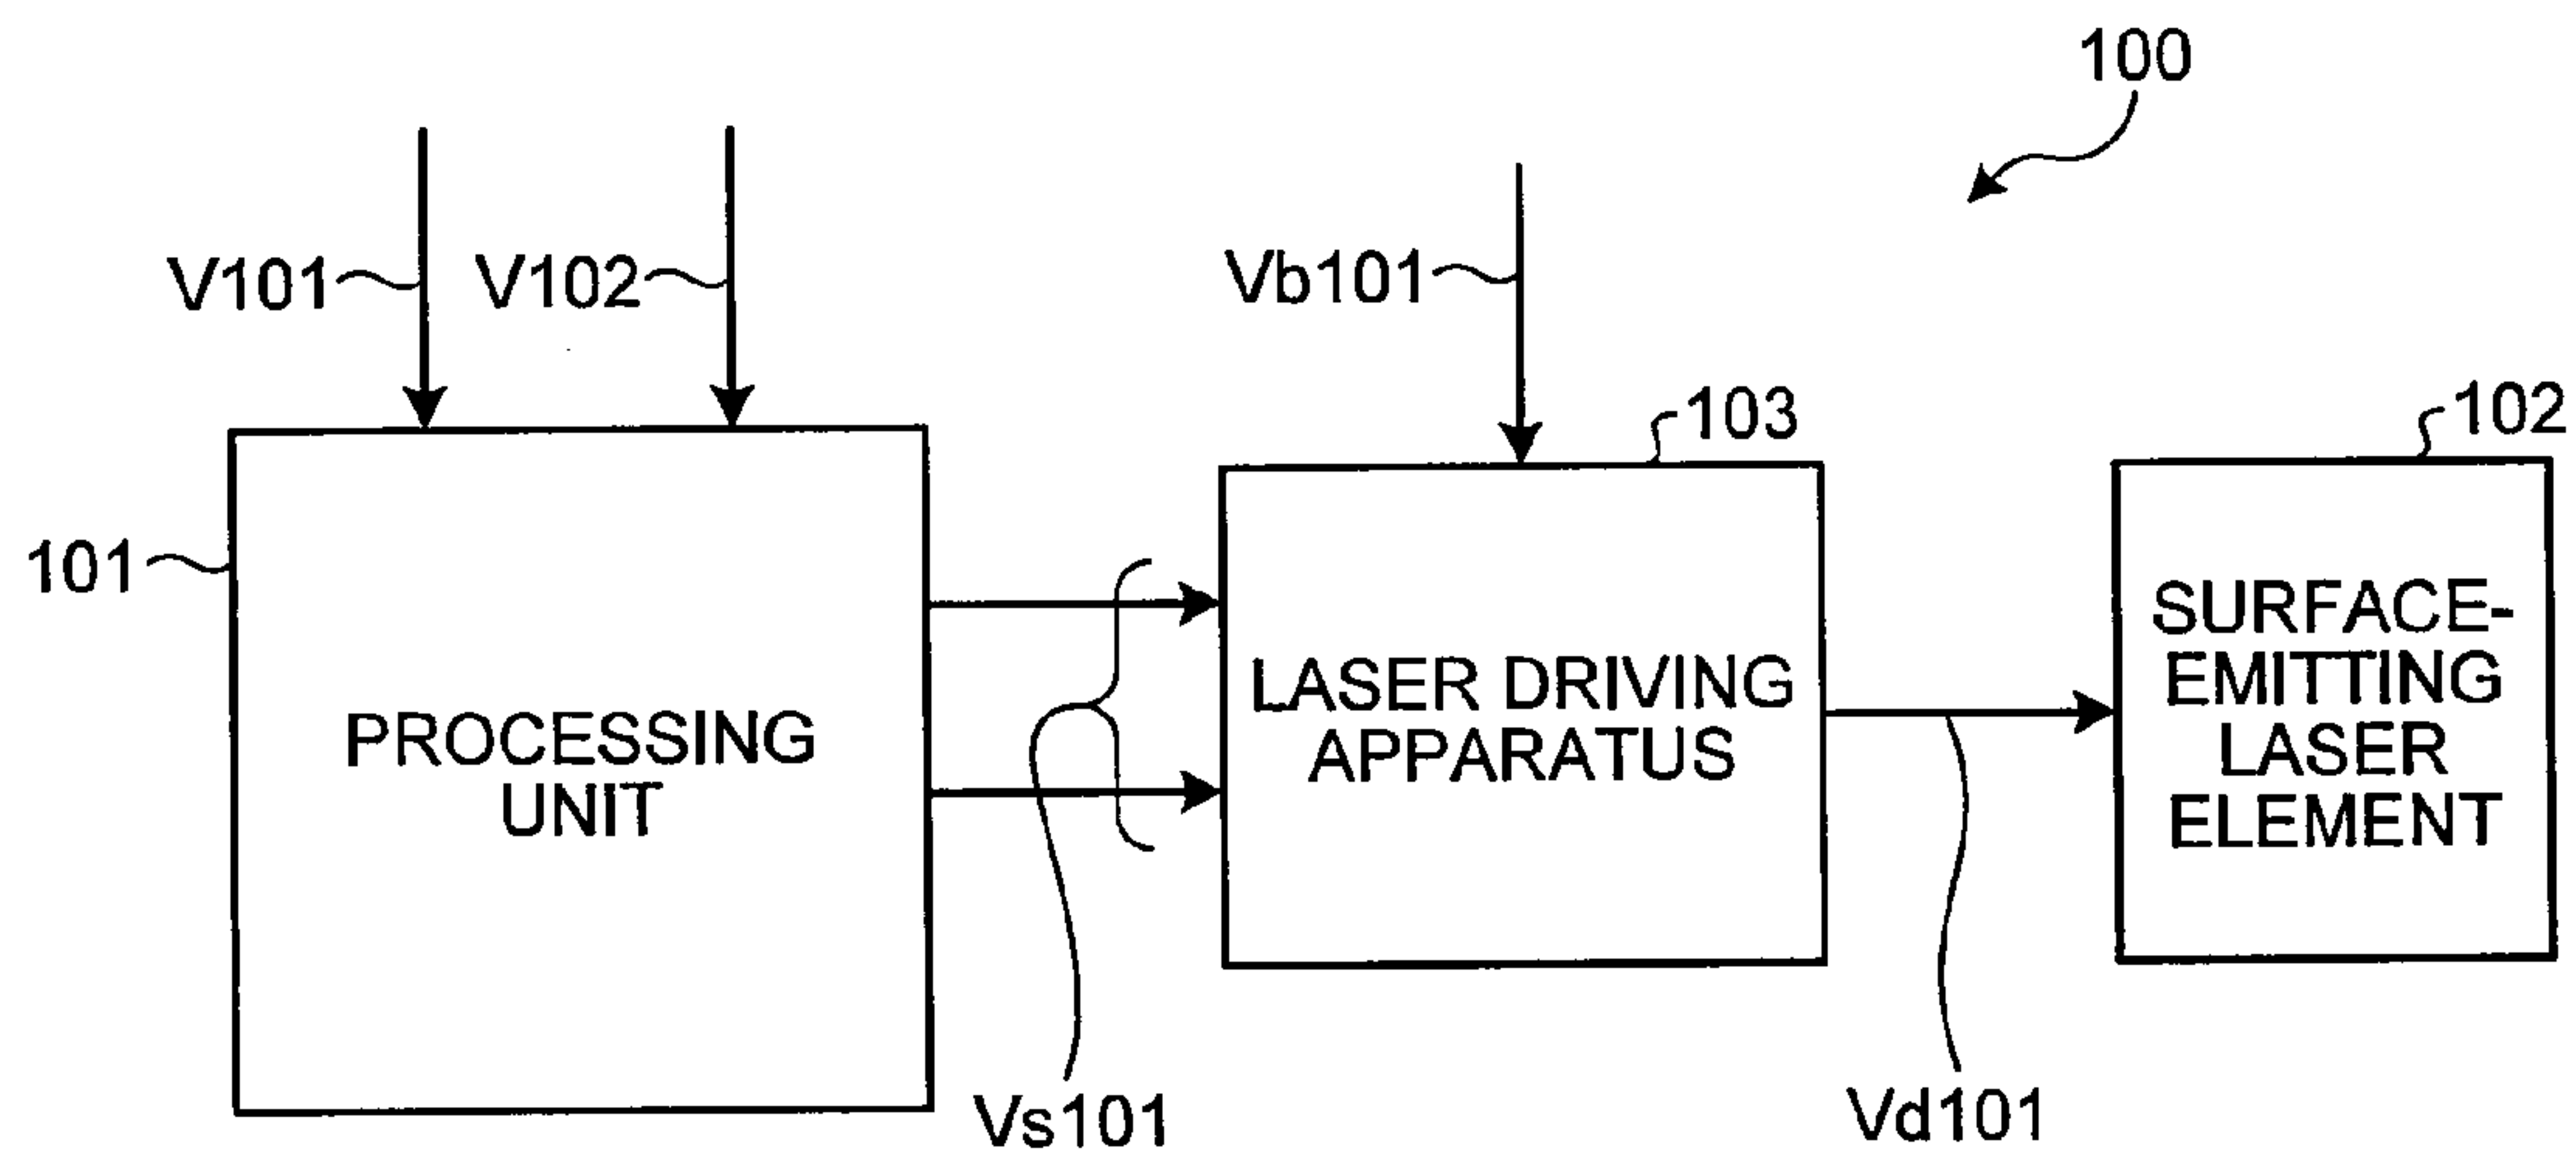 100
V101
V102
Vb101
103
102
101
PROCESSING
UNIT
LASER DRIVING
APPARATUS
SURFACE-
EMITTING
LASER
ELEMENT
Vs101
Vd101